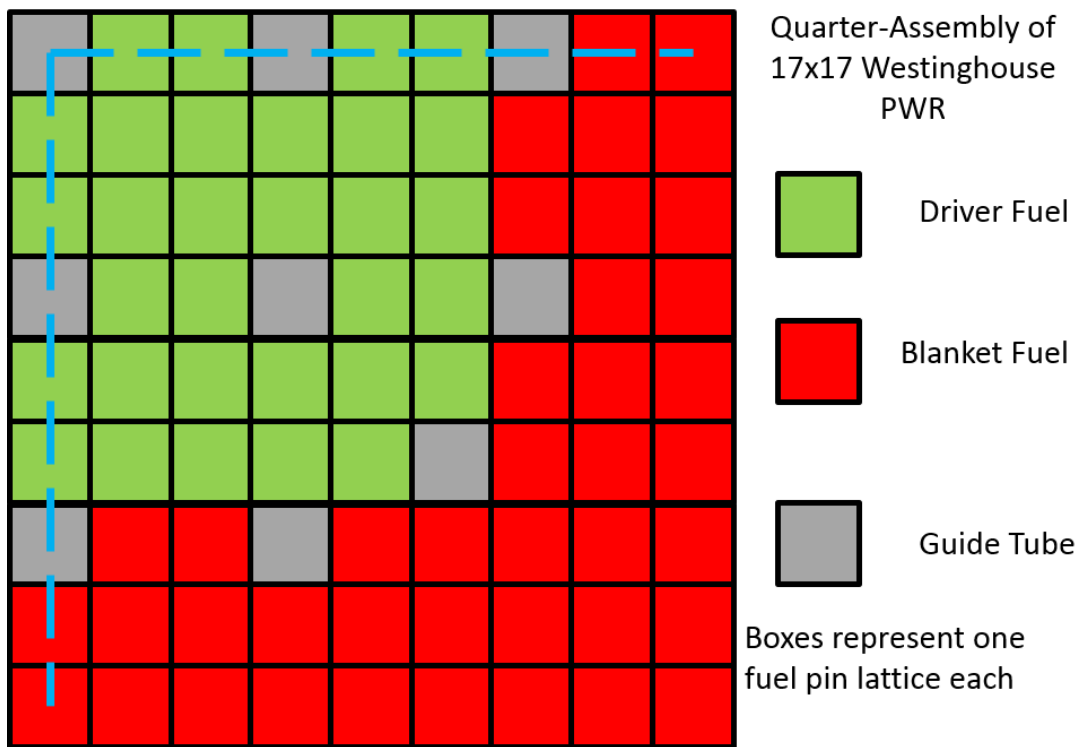 Quarter-Assembly of
17x17 Westinghouse
PWR
Driver Fuel
Blanket Fuel
Guide Tube
Boxes represent one
fuel pin lattice each